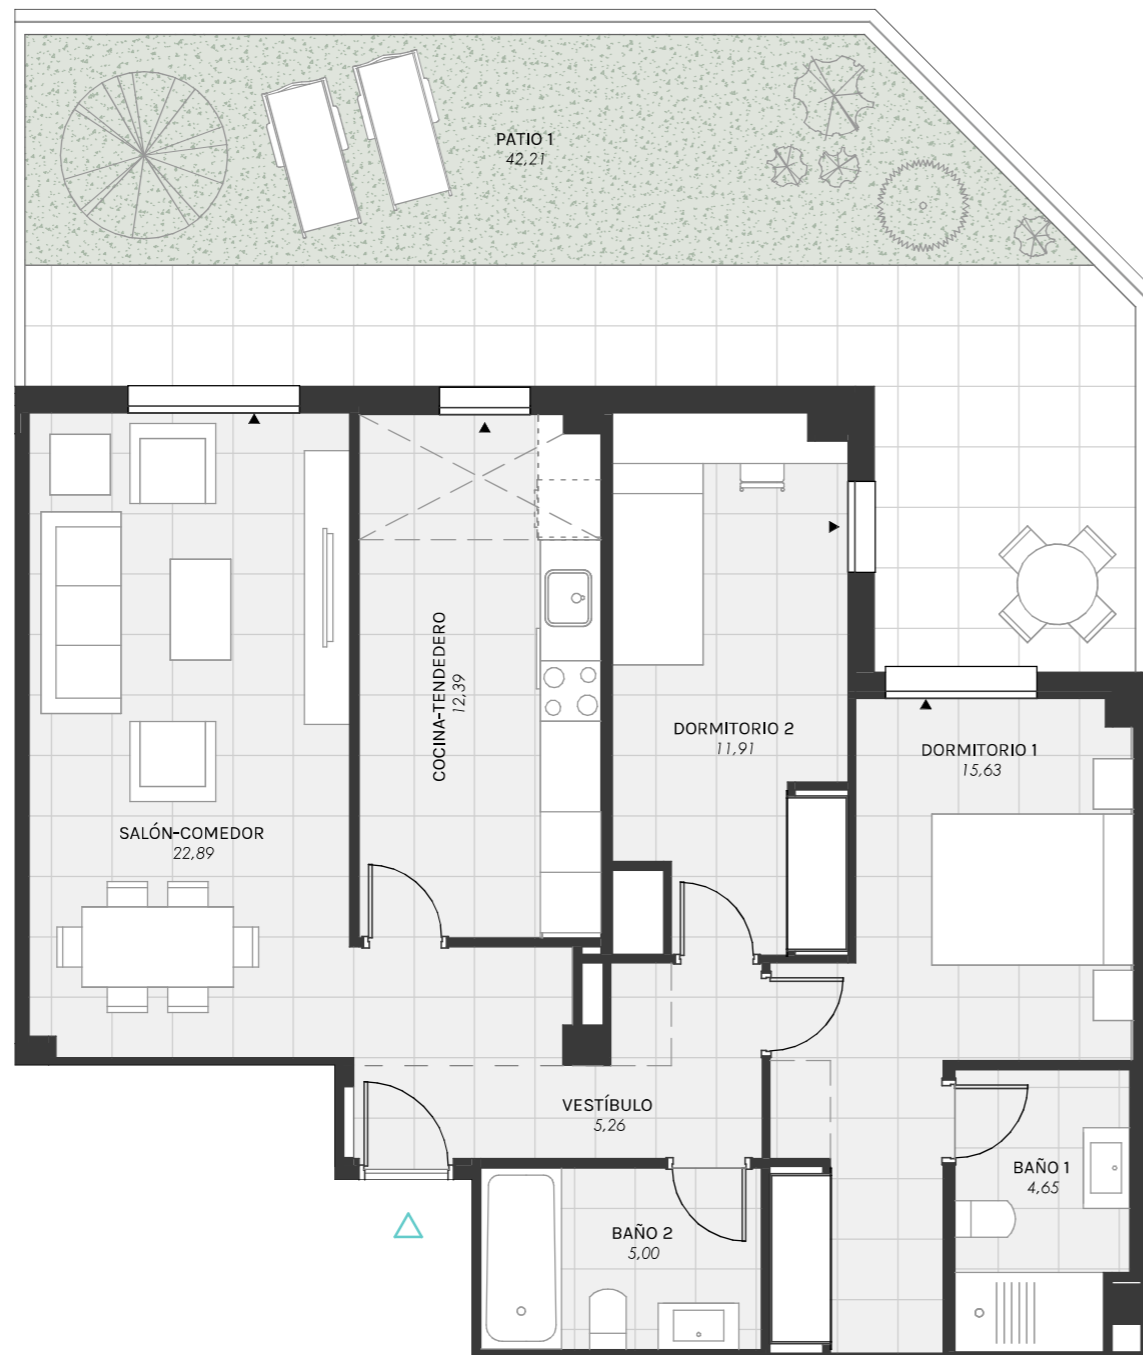 PATIO 1
42,21
COCINA-TENDEDERO
12,39
DORMITORIO 2
11,91
DORMITORIO 1
15,63
SALÓN-COMEDOR
22,89
VESTÍBULO
5,26
BAÑO 1
4,65
BAÑO 2
5,00